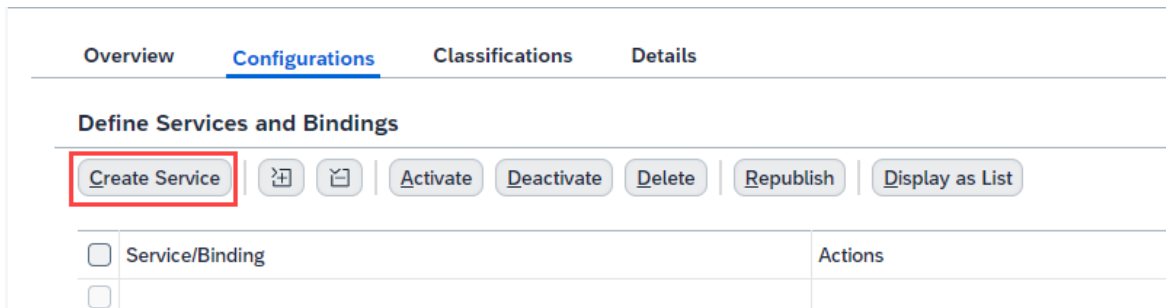 Overview Configurations Classifications Details
Define Services and Bindings
Create Service Activate Deactivate Delete Republish Display as List
Service/Binding Actions